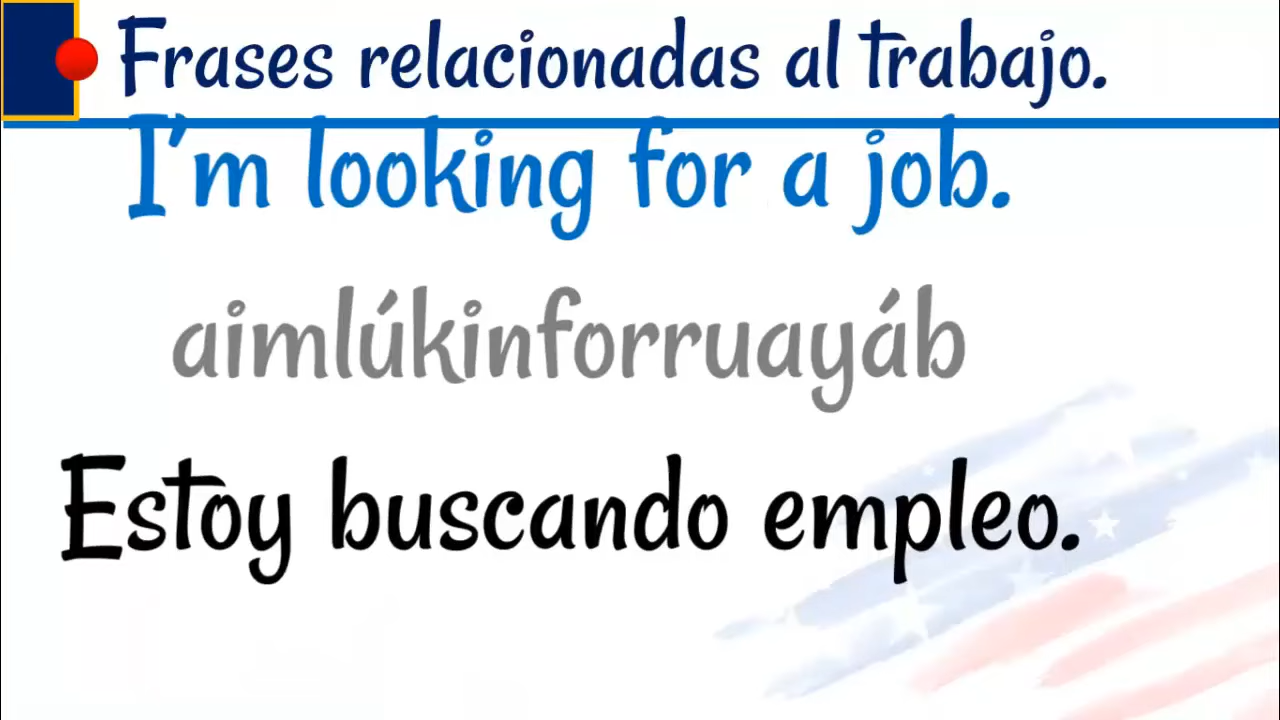 Frases relacionadas al trabajo.
I'm looking for a job.
aimlúkinforruayáb
Estoy buscando empleo.